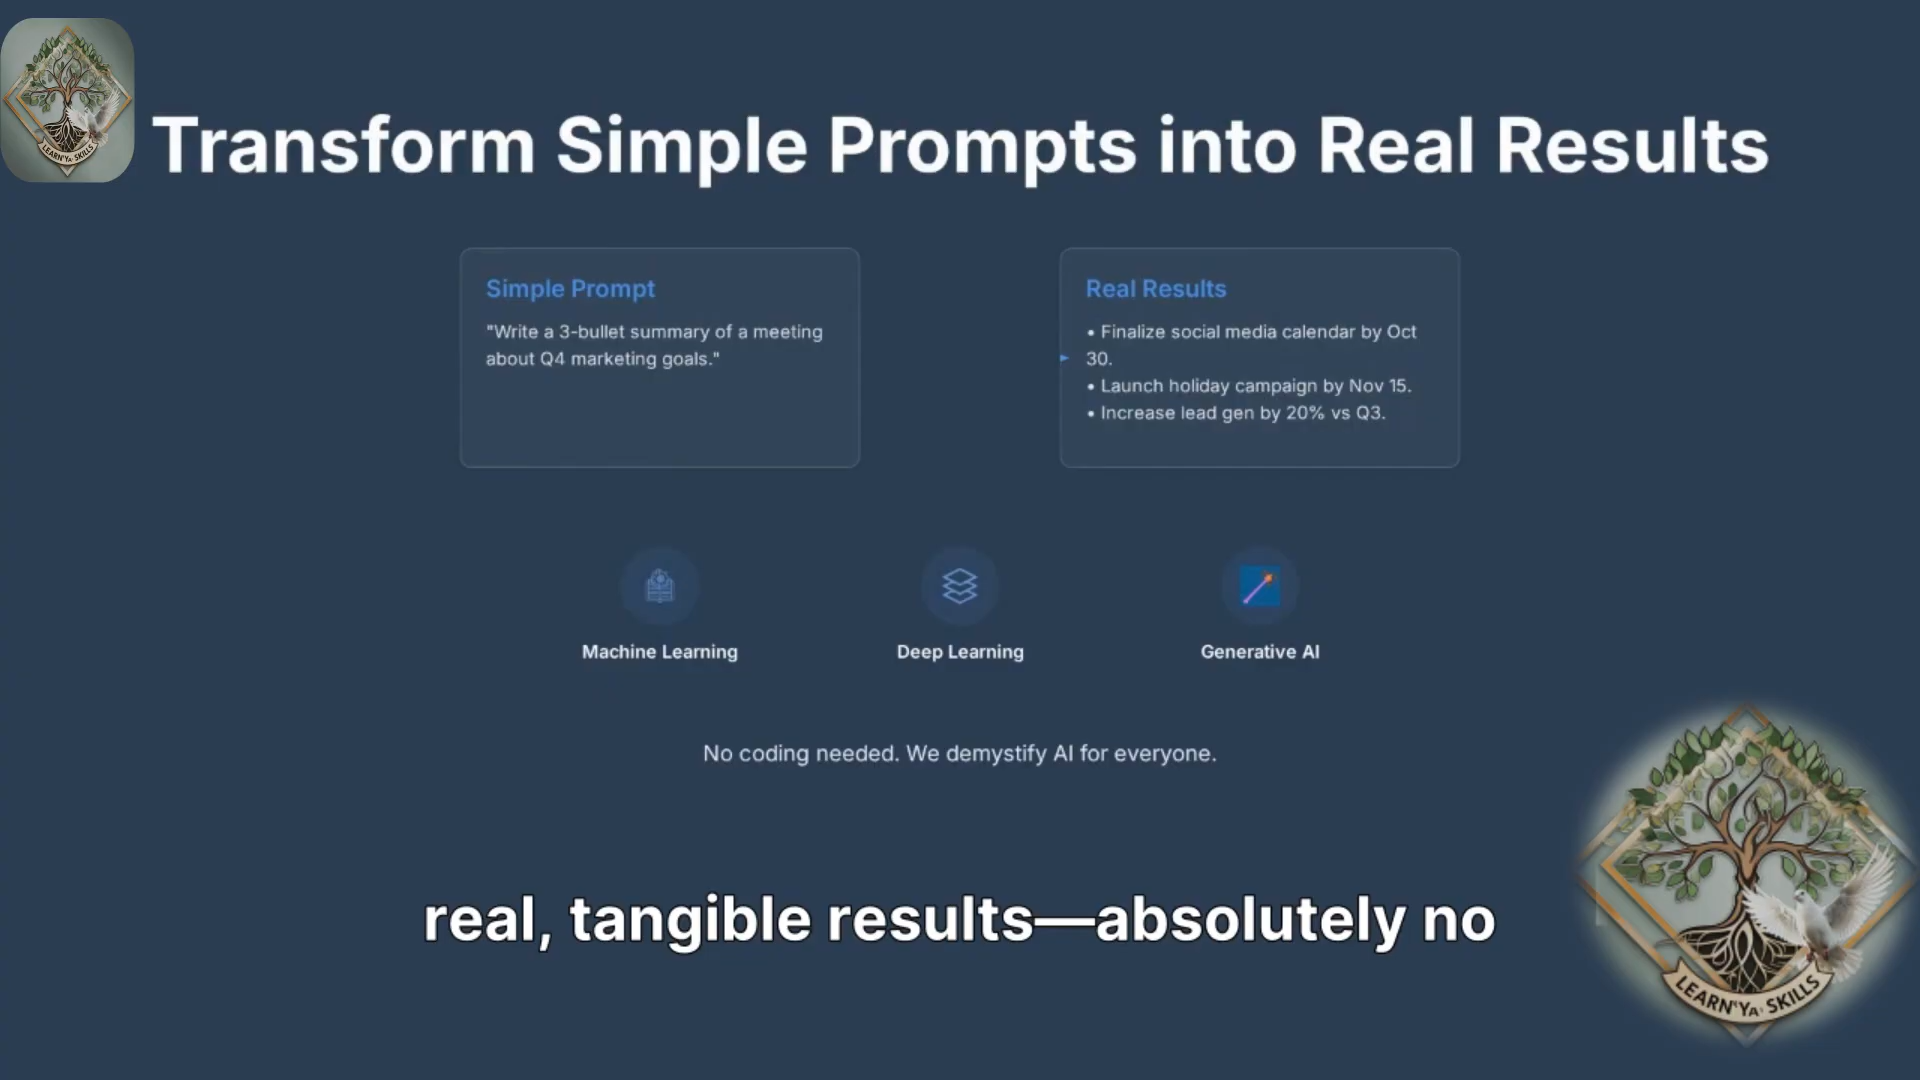 LEARN'YA SKILLS
Transform Simple Prompts into Real Results
Simple Prompt
"Write a 3-bullet summary of a meeting
about Q4 marketing goals."
Real Results
• Finalize social media calendar by Oct
30.
• Launch holiday campaign by Nov 15.
• Increase lead gen by 20% vs Q3.
Machine Learning
Deep Learning
Generative AI
No coding needed. We demystify AI for everyone.
real, tangible results—absolutely no
LEARN'YA SKILLS